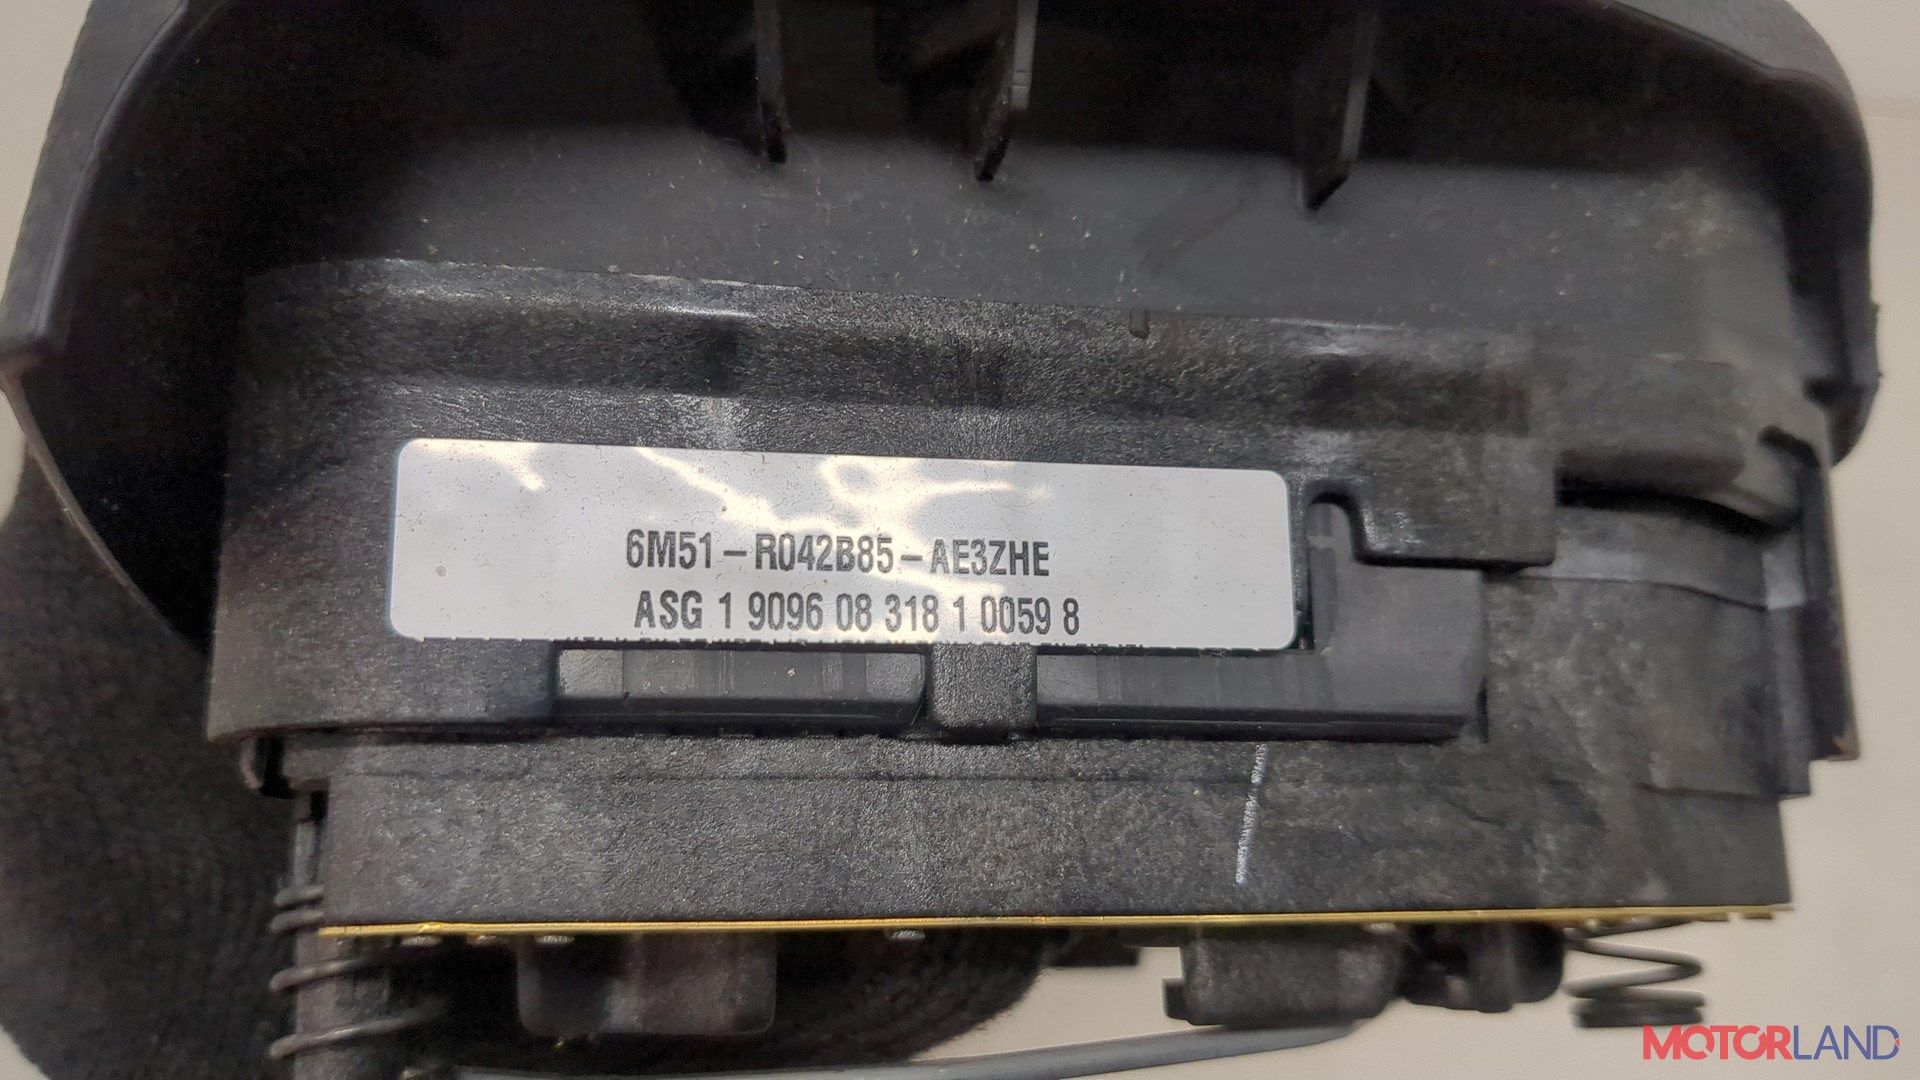 6M51-R042B85-AE3ZHE
ASG 1 9096 08 318 1 0059 8
MOTORLAND